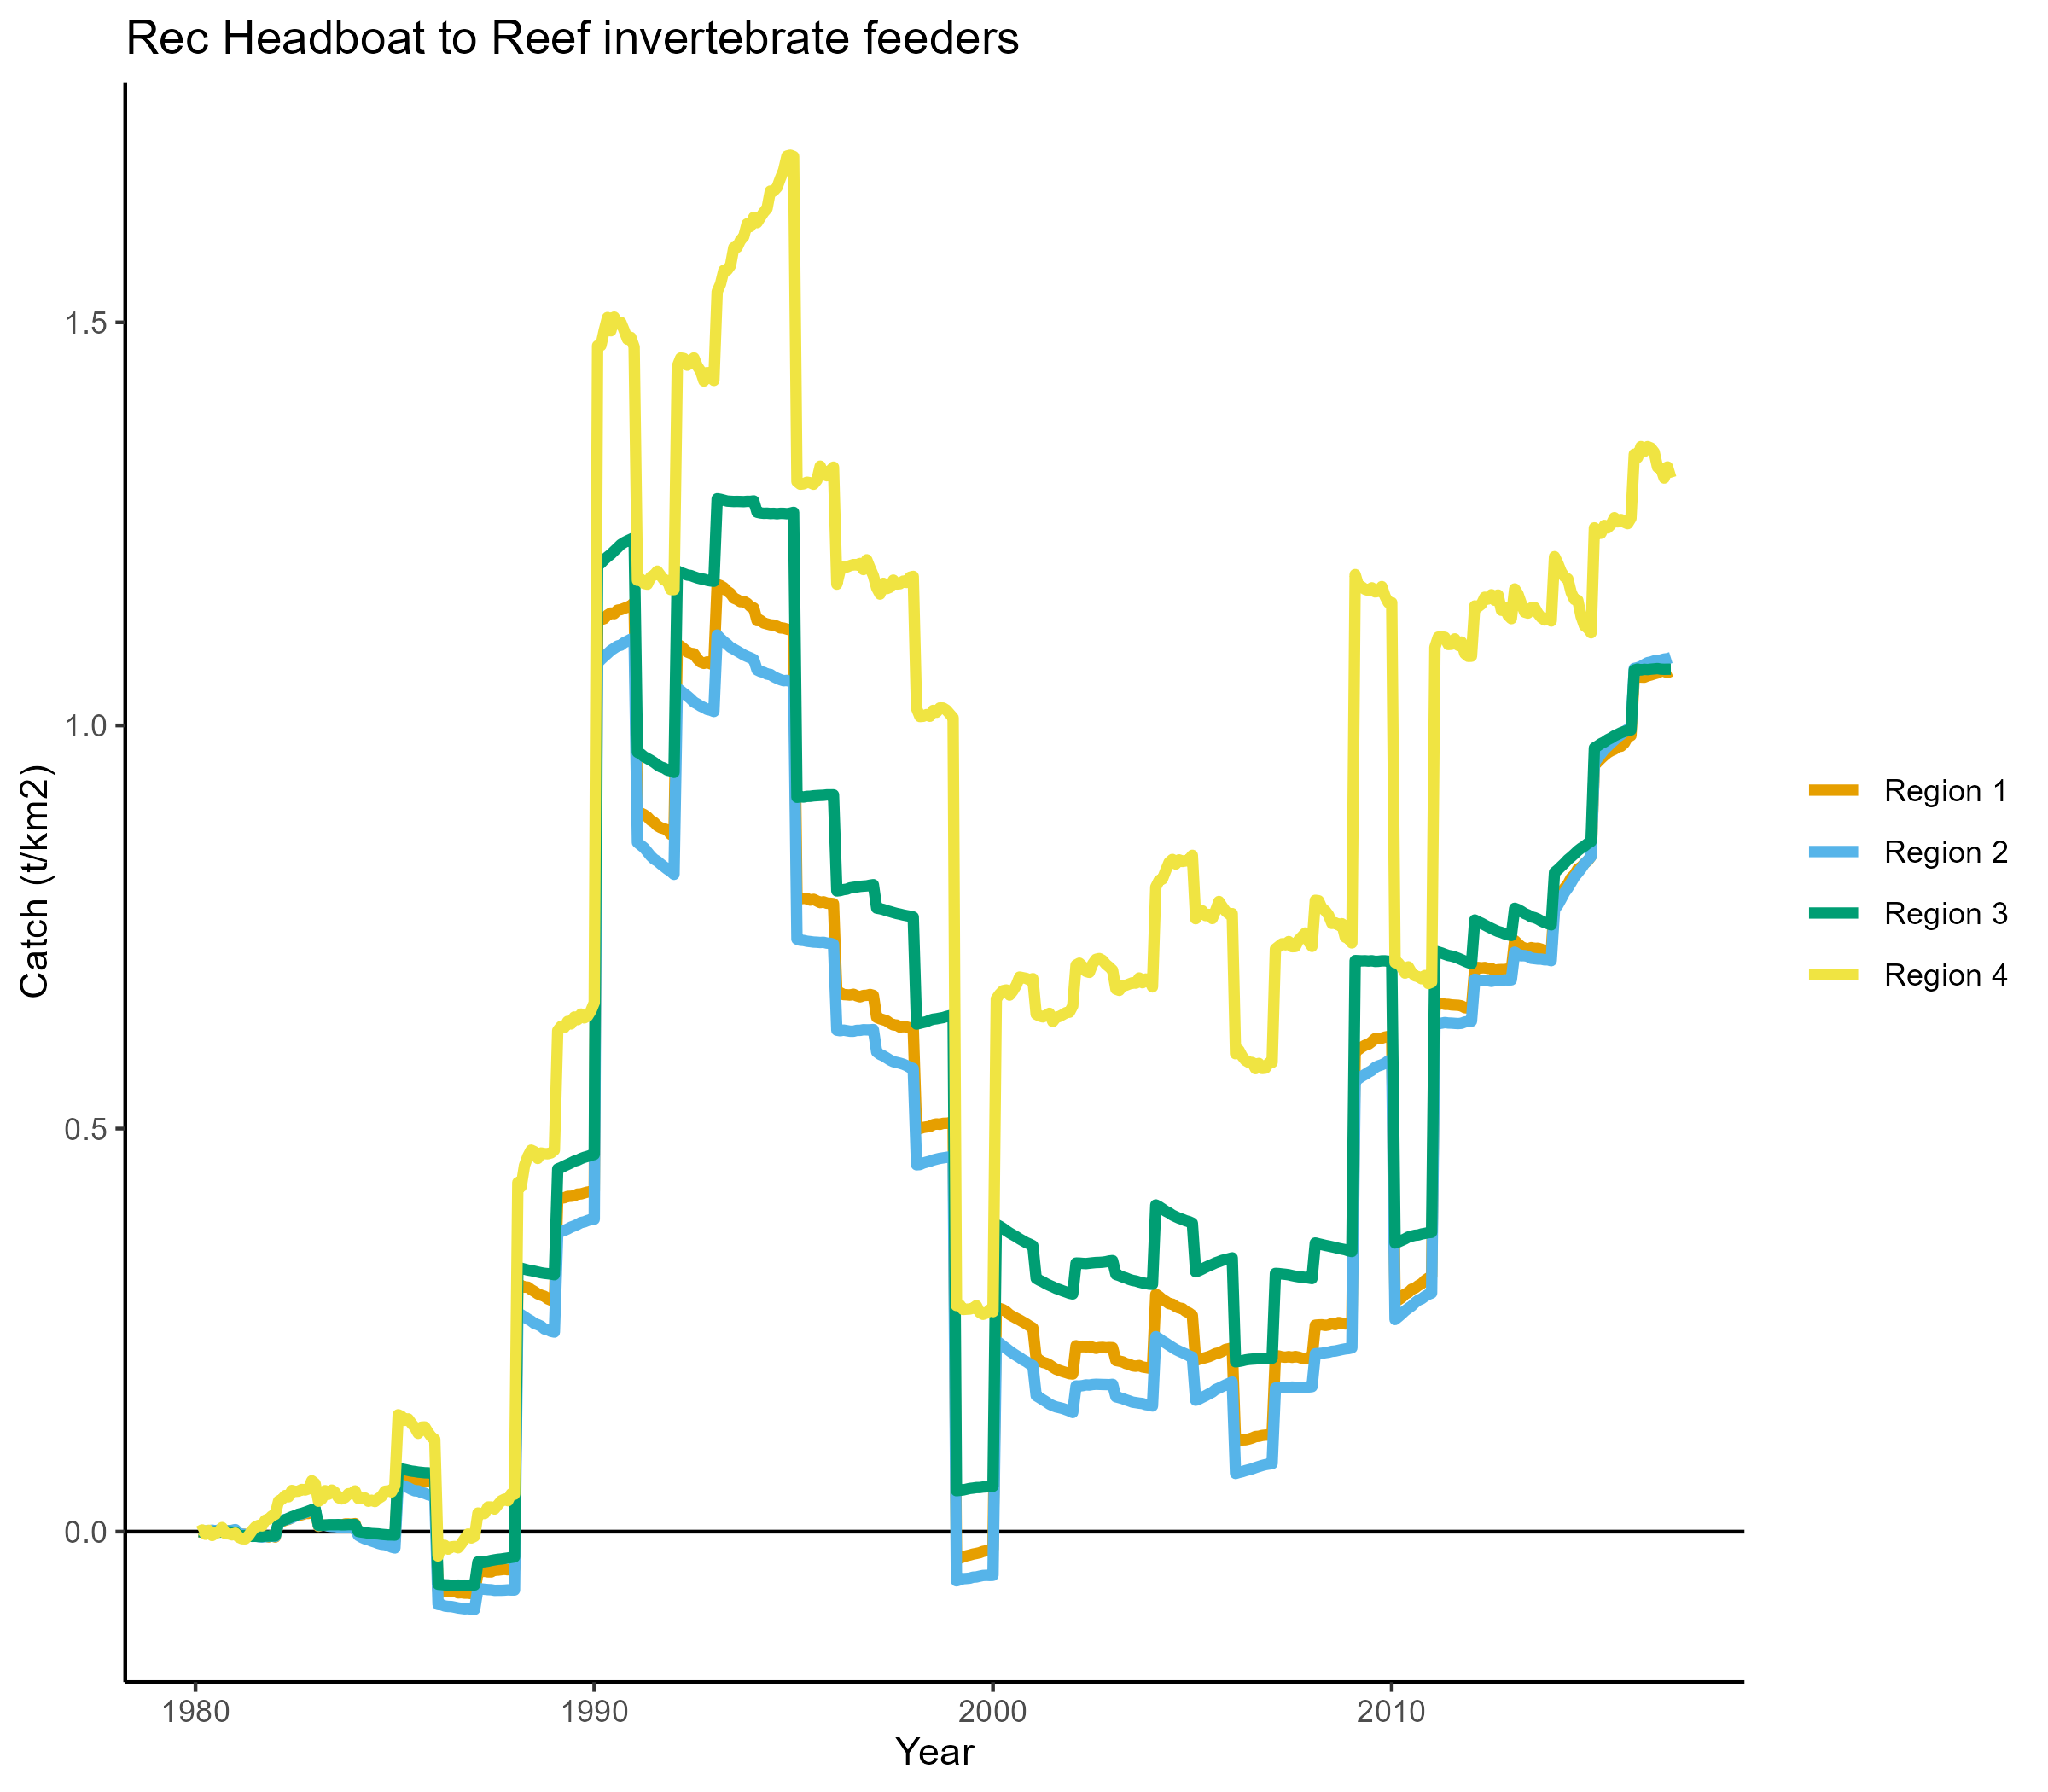 Rec Headboat to Reef invertebrate feeders
Catch (t/km2)
1.5
1.0
0.5
0.0
1980 1990 2000 2010
Year
Region 1
Region 2
Region 3
Region 4